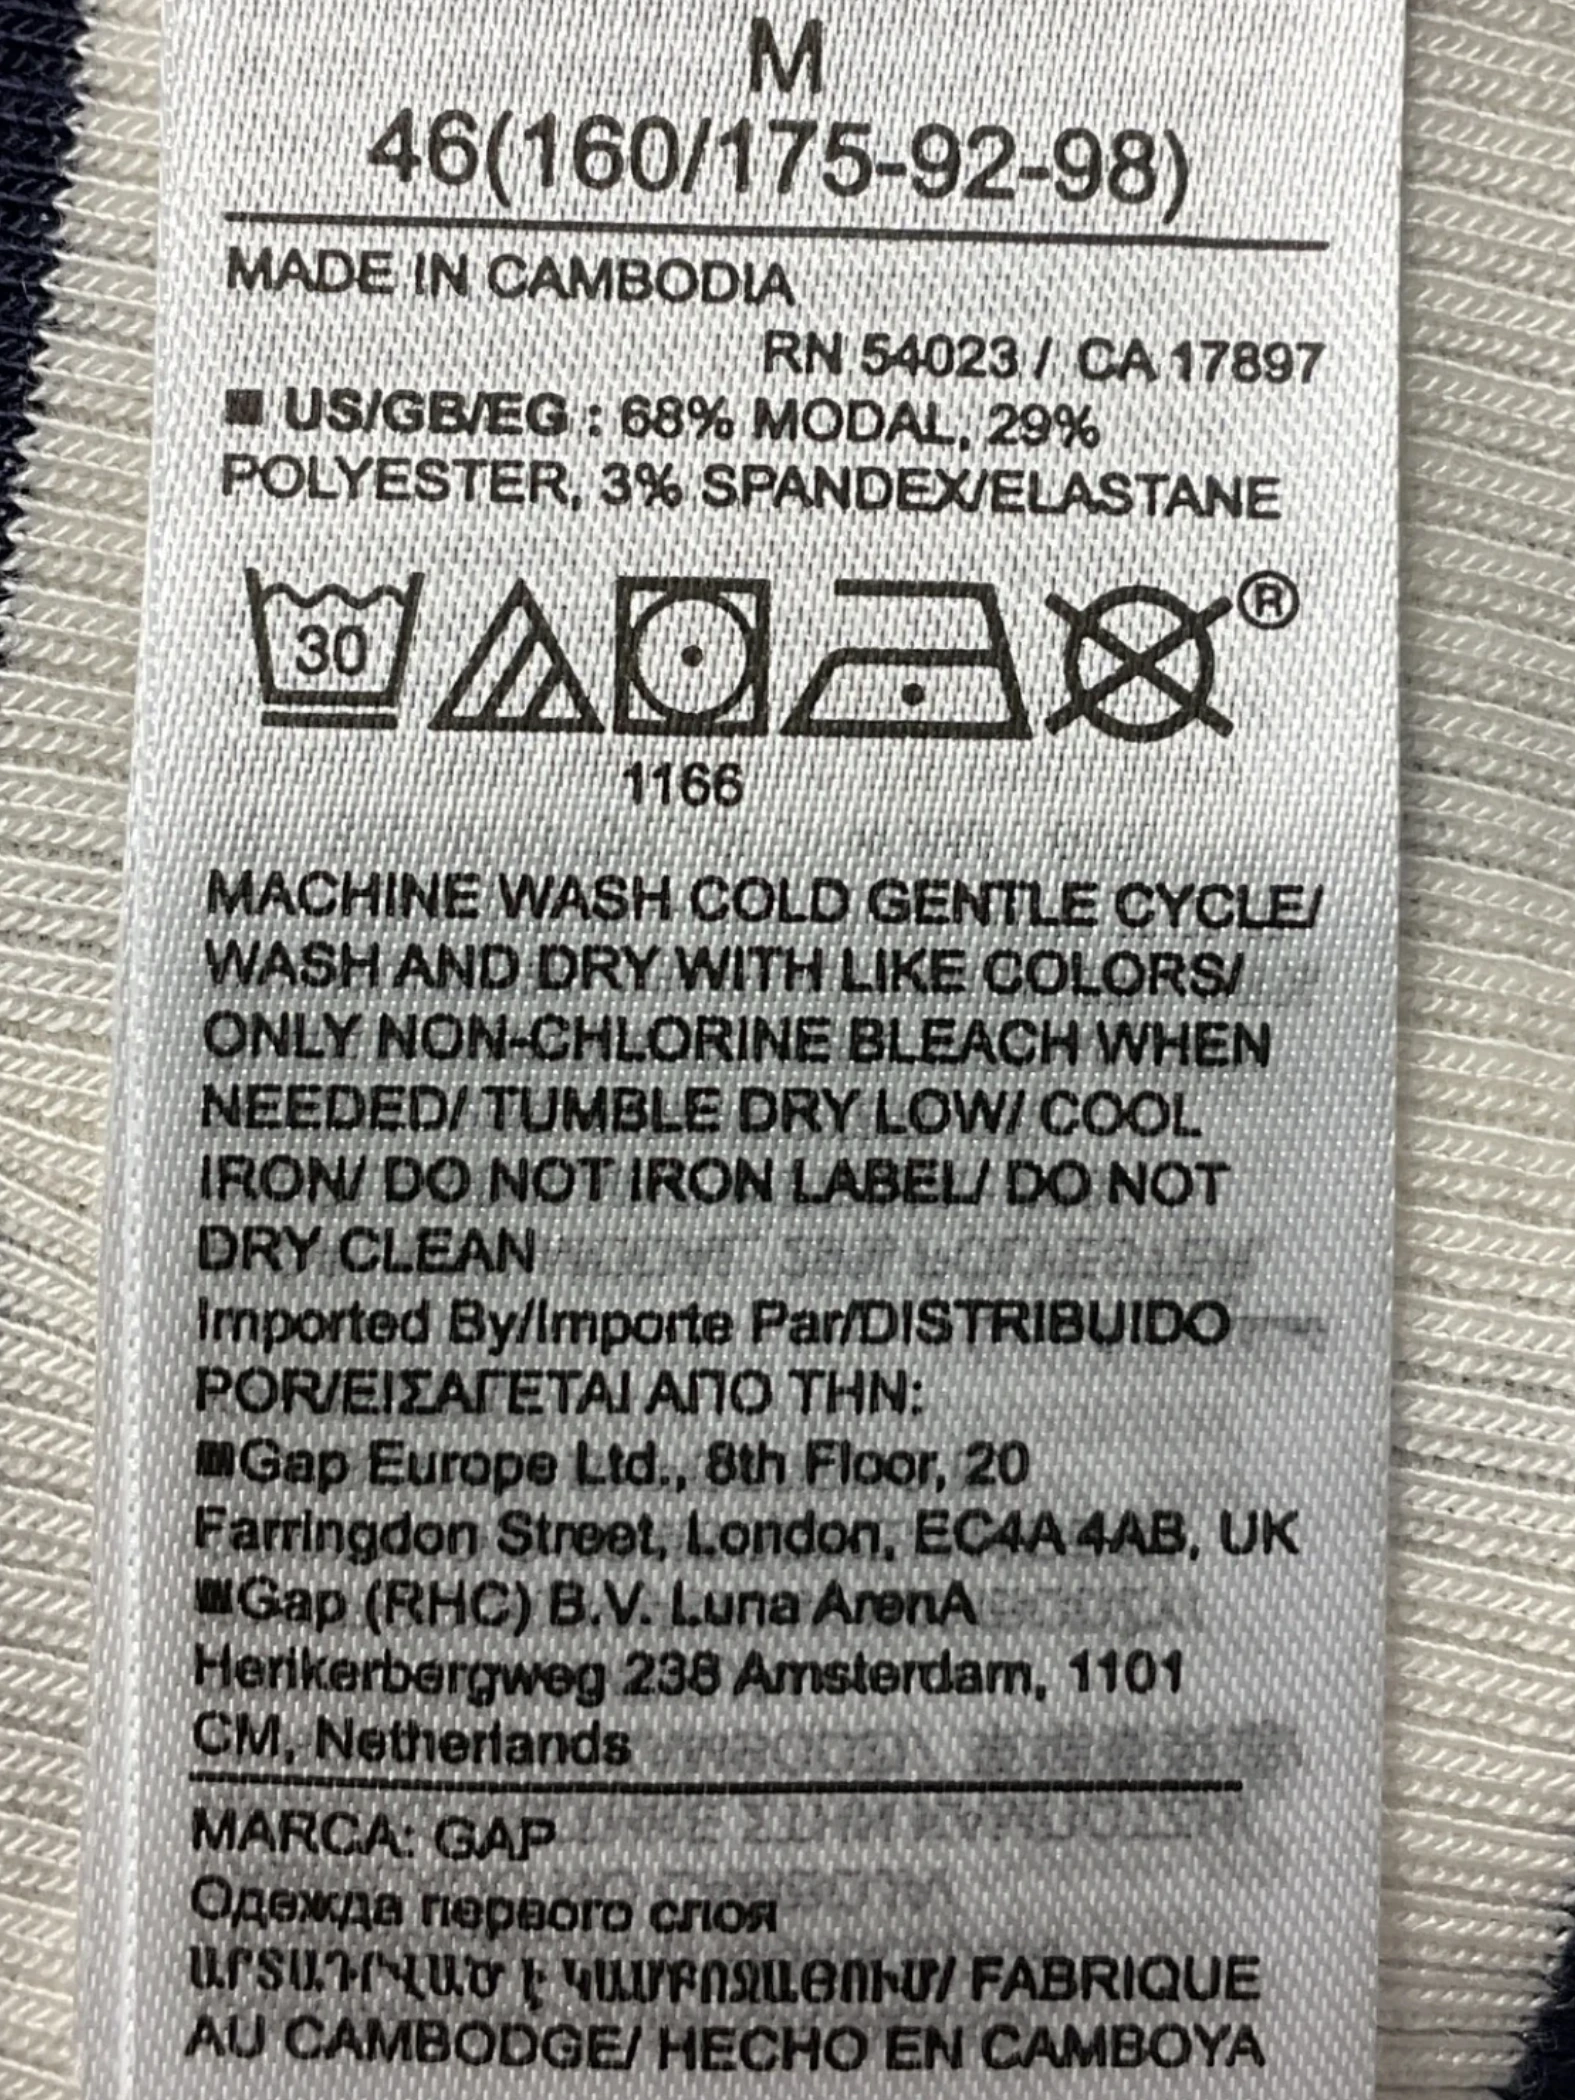 M
46(160/175-92-98)
MADE IN CAMBODIA
RN 54023 / CA 17897
■ US/GB/EG : 68% MODAL, 29%
POLYESTER, 3% SPANDEX/ELASTANE
30
®
1166
MACHINE WASH COLD GENTLE CYCLE/
WASH AND DRY WITH LIKE COLORS/
ONLY NON-CHLORINE BLEACH WHEN
NEEDED/ TUMBLE DRY LOW/ COOL
IRON/ DO NOT IRON LABEL/ DO NOT
DRY CLEAN
Imported By/Importe Par/DISTRIBUIDO
POR/ΕΙΣΑΓΕΤΑΙ ΑΠΟ ΤΗΝ:
■Gap Europe Ltd., 8th Floor, 20
Farringdon Street, London, EC4A 4AB, UK
■Gap (RHC) B.V. Luna ArenA
Herikerbergweg 238 Amsterdam, 1101
CM, Netherlands
MARCA: GAP
Одежда первого слоя
ԱՐՏԱԴՐՎԱԾ Է ԿԱՄԲՈՋԱՅՈՒՄ/ FABRIQUE
AU CAMBODGE/ HECHO EN CAMBOYA